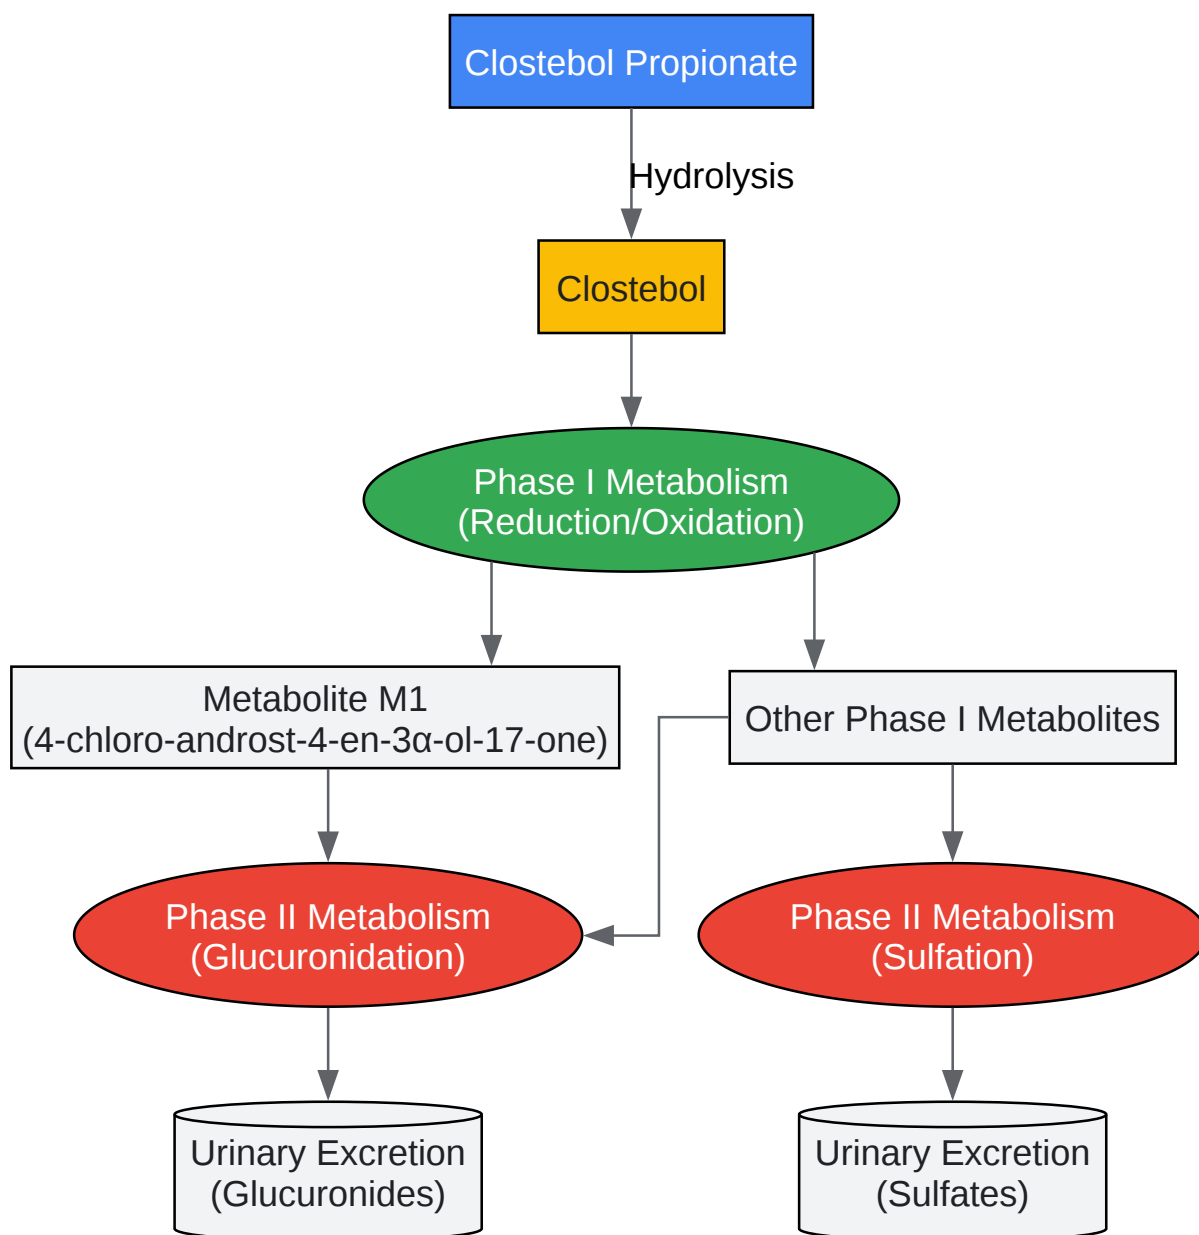 Clostebol Propionate
Hydrolysis
Clostebol
Phase I Metabolism
(Reduction/Oxidation)
Metabolite M1
(4-chloro-androst-4-en-3α-ol-17-one)
Other Phase I Metabolites
Phase II Metabolism
(Glucuronidation)
Phase II Metabolism
(Sulfation)
Urinary Excretion
(Glucuronides)
Urinary Excretion
(Sulfates)